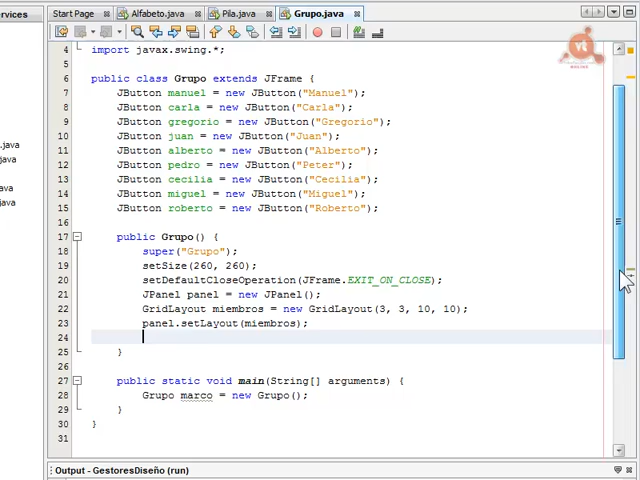 ervices
Start Page
Alfabeto.java
Pila.java
Grupo.java
4 import javax.swing.*;
5
6 public class Grupo extends JFrame {
7 JButton manuel = new JButton("Manuel");
8 JButton carla = new JButton("Carla");
9 JButton gregorio = new JButton("Gregorio");
10 JButton juan = new JButton("Juan");
11 JButton alberto = new JButton("Alberto");
12 JButton pedro = new JButton("Peter");
13 JButton cecilia = new JButton("Cecilia");
14 JButton miguel = new JButton("Miguel");
15 JButton roberto = new JButton("Roberto");
16
17 public Grupo() {
18 super("Grupo");
19 setSize(260, 260);
20 setDefaultCloseOperation(JFrame.EXIT_ON_CLOSE);
21 JPanel panel = new JPanel();
22 GridLayout miembros = new GridLayout(3, 3, 10, 10);
23 panel.setLayout(miembros);
24
25 }
26
27 public static void main(String[] arguments) {
28 Grupo marco = new Grupo();
29 }
30 }
31
.java
java
ava
java
vt
Output - GestoresDiseño (run)